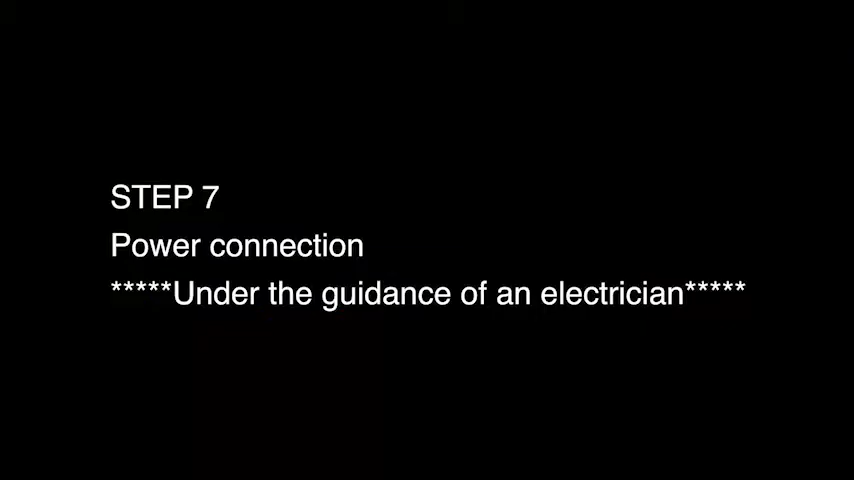 STEP 7
Power connection
*****Under the guidance of an electrician*****